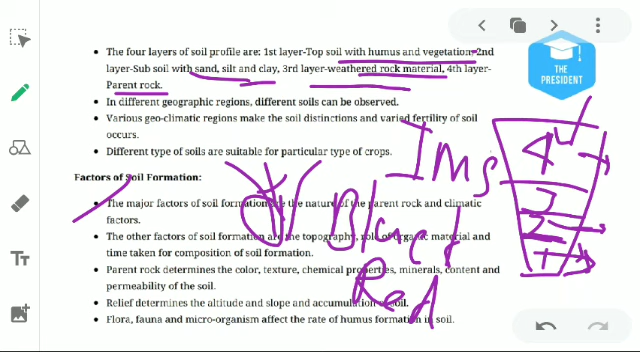 • The four layers of soil profile are: 1st layer-Top soil with humus and vegetation, 2nd
layer-Sub soil with sand, silt and clay, 3rd layer-weathered rock material, 4th layer-
Parent rock.
• In different geographic regions, different soils can be observed.
• Various geo-climatic regions make the soil distinctions and varied fertility of soil
occurs.
• Different type of soils are suitable for particular type of crops.
Factors of Soil Formation:
• The major factors of soil formation are the nature of the parent rock and climatic
factors.
• The other factors of soil formation are the topography, role of organic material and
time taken for composition of soil formation.
• Parent rock determines the color, texture, chemical properties, minerals, content and
permeability of the soil.
• Relief determines the altitude and slope and accumulation of soil.
• Flora, fauna and micro-organism affect the rate of humus formation in soil.
THE
PRESIDENT
Ims
4
3
2
1
Black
Red
TT